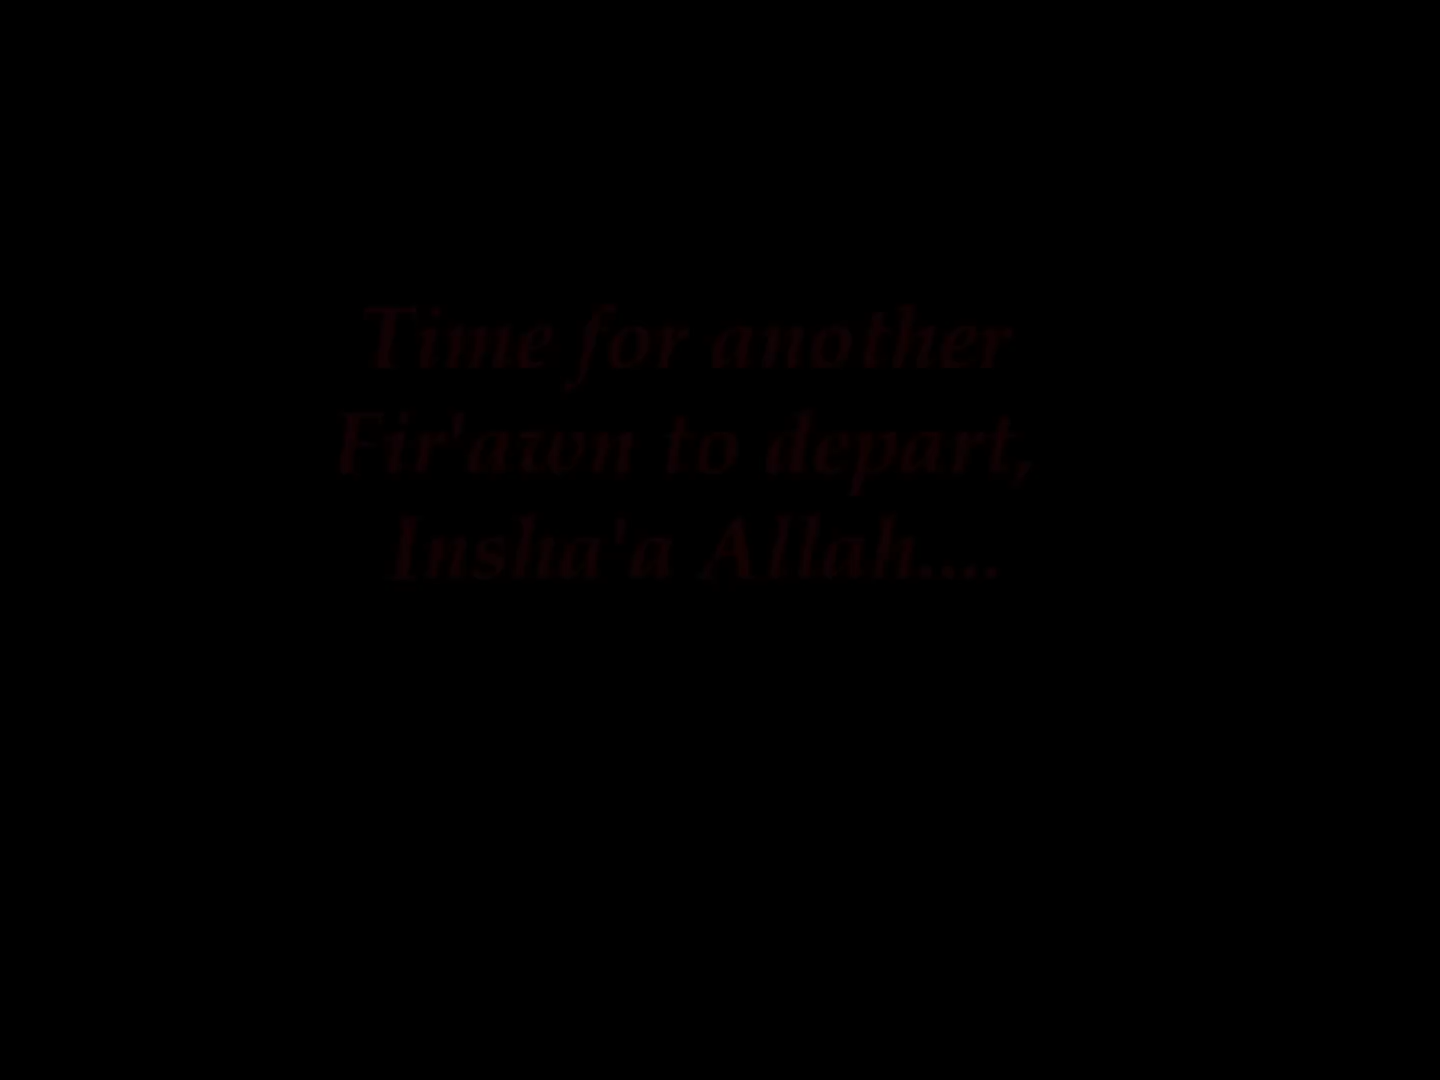 Time for another
Fir'awn to depart,
Insha'a Allah....